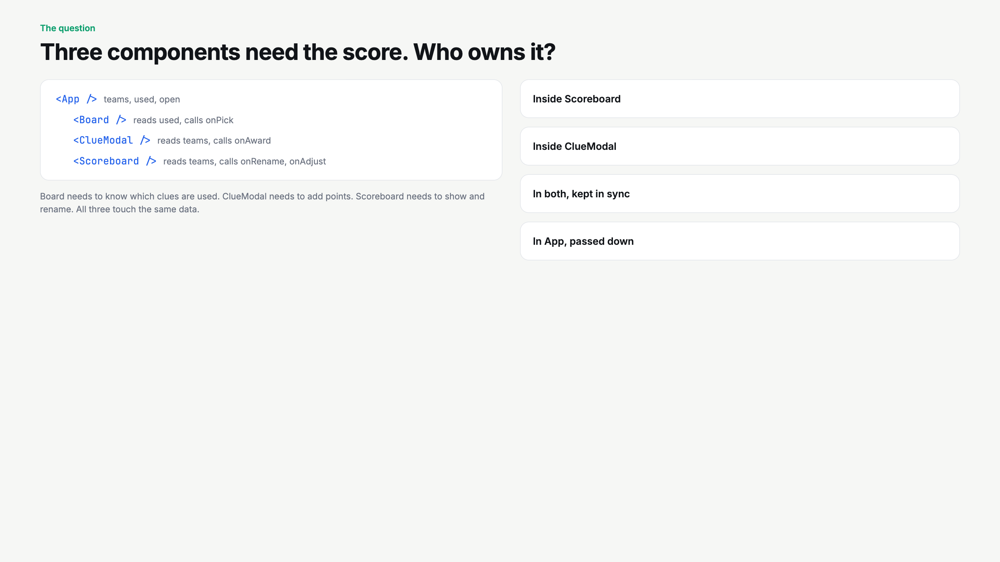 The question
Three components need the score. Who owns it?
<App /> teams, used, open
<Board /> reads used, calls onPick
<ClueModal /> reads teams, calls onAward
<Scoreboard /> reads teams, calls onRename, onAdjust
Board needs to know which clues are used. ClueModal needs to add points. Scoreboard needs to show and
rename. All three touch the same data.
Inside Scoreboard
Inside ClueModal
In both, kept in sync
In App, passed down